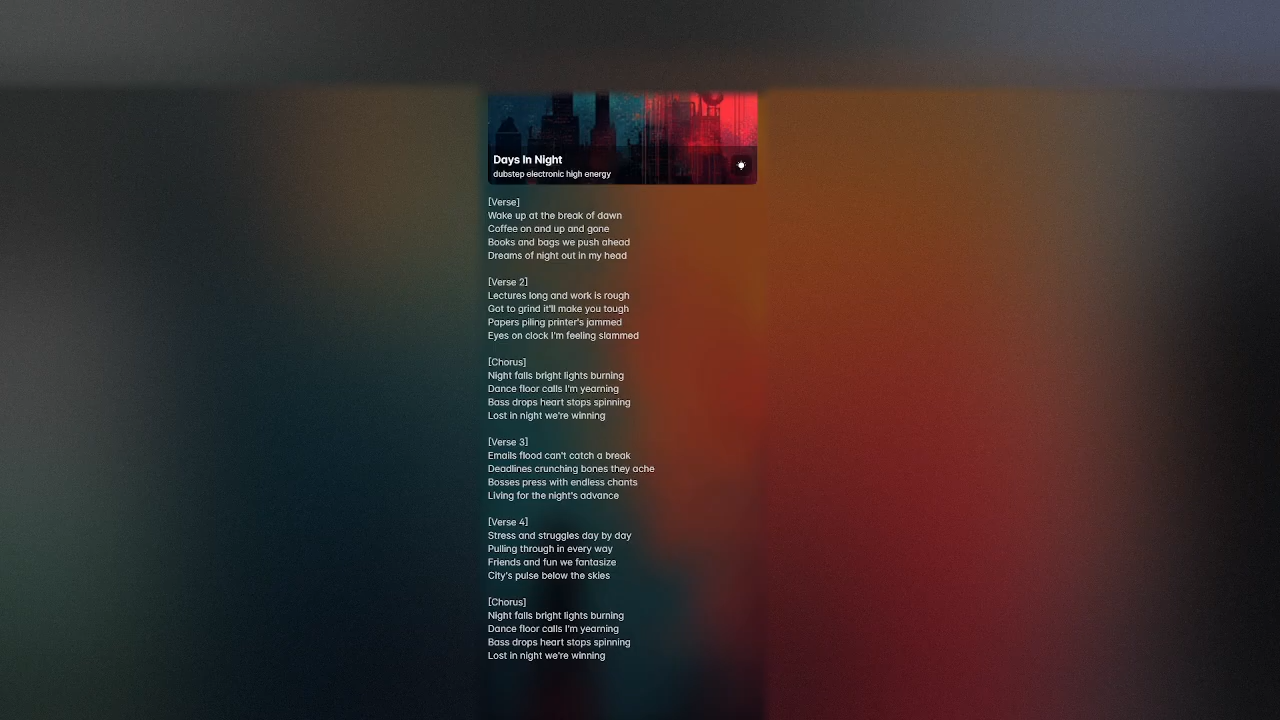 Days In Night
dubstep electronic high energy
[Verse]
Wake up at the break of dawn
Coffee on and up and gone
Books and bags we push ahead
Dreams of night out in my head
[Verse 2]
Lectures long and work is rough
Got to grind it'll make you tough
Papers piling printer's jammed
Eyes on clock I'm feeling slammed
[Chorus]
Night falls bright lights burning
Dance floor calls I'm yearning
Bass drops heart stops spinning
Lost in night we're winning
[Verse 3]
Emails flood can't catch a break
Deadlines crunching bones they ache
Bosses press with endless chants
Living for the night's advance
[Verse 4]
Stress and struggles day by day
Pulling through in every way
Friends and fun we fantasize
City's pulse below the skies
[Chorus]
Night falls bright lights burning
Dance floor calls I'm yearning
Bass drops heart stops spinning
Lost in night we're winning